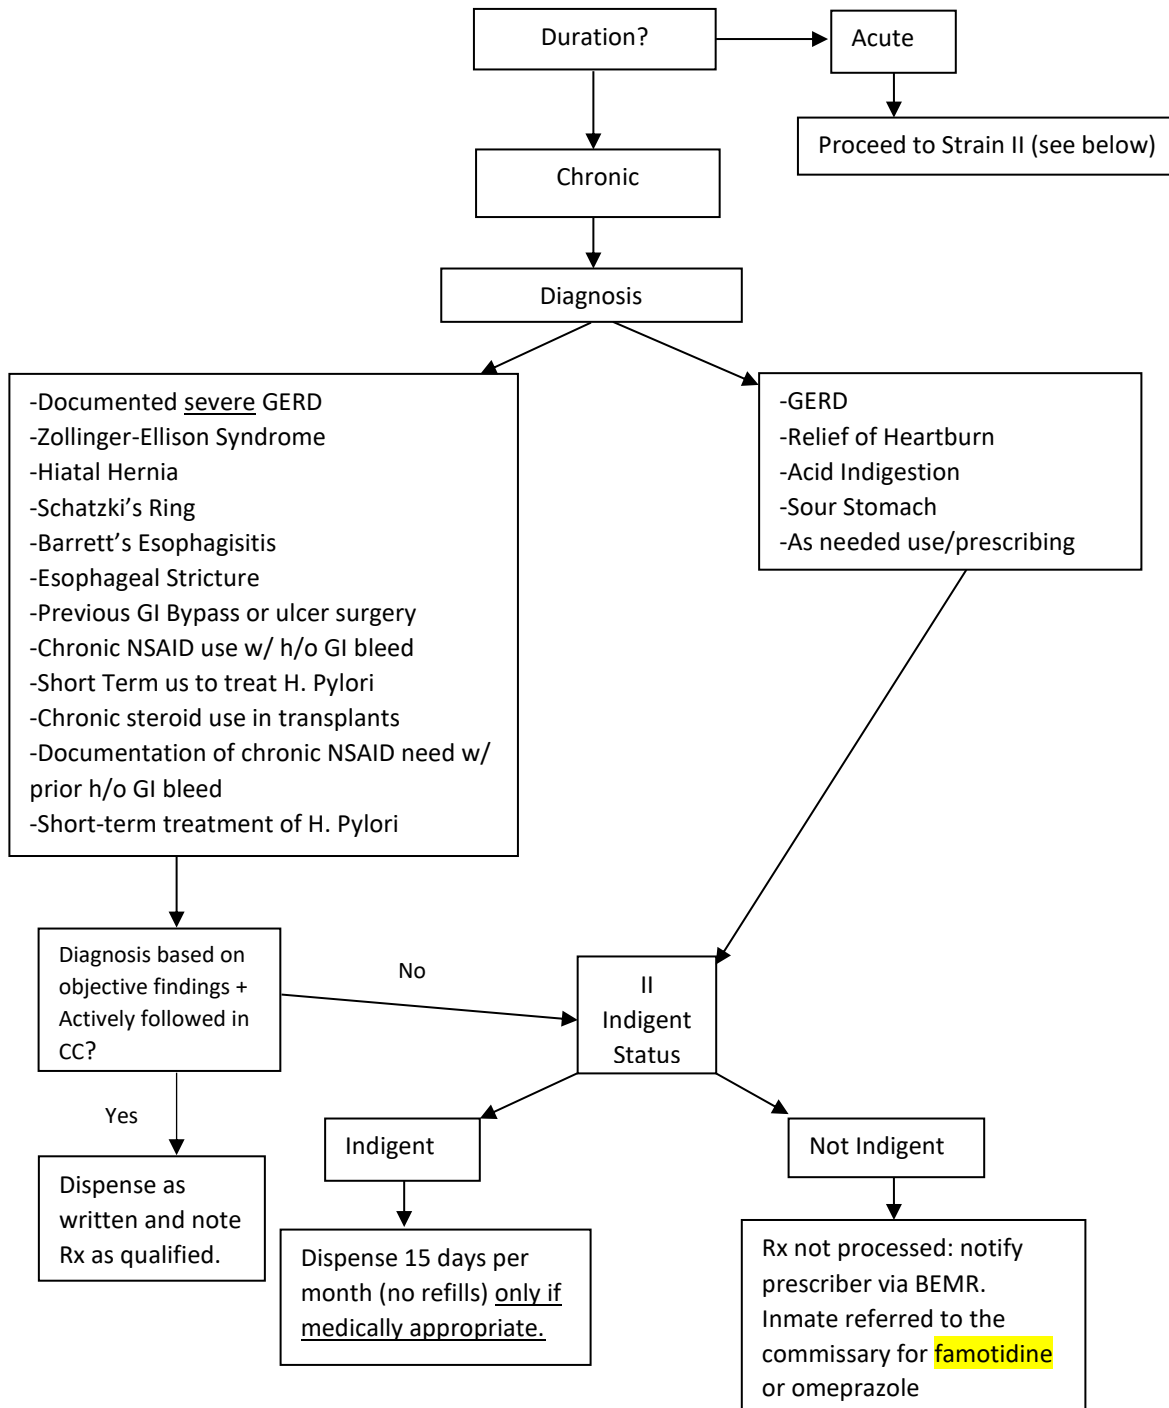 Duration?
Acute
Proceed to Strain II (see below)
Chronic
Diagnosis
-Documented severe GERD
-Zollinger-Ellison Syndrome
-Hiatal Hernia
-Schatzki’s Ring
-Barrett’s Esophagisitis
-Esophageal Stricture
-Previous GI Bypass or ulcer surgery
-Chronic NSAID use w/ h/o GI bleed
-Short Term us to treat H. Pylori
-Chronic steroid use in transplants
-Documentation of chronic NSAID need w/
prior h/o GI bleed
-Short-term treatment of H. Pylori
-GERD
-Relief of Heartburn
-Acid Indigestion
-Sour Stomach
-As needed use/prescribing
Diagnosis based on
objective findings +
Actively followed in
CC?
No
II
Indigent
Status
Yes
Dispense as
written and note
Rx as qualified.
Indigent
Dispense 15 days per
month (no refills) only if
medically appropriate.
Not Indigent
Rx not processed: notify
prescriber via BEMR.
Inmate referred to the
commissary for famotidine
or omeprazole